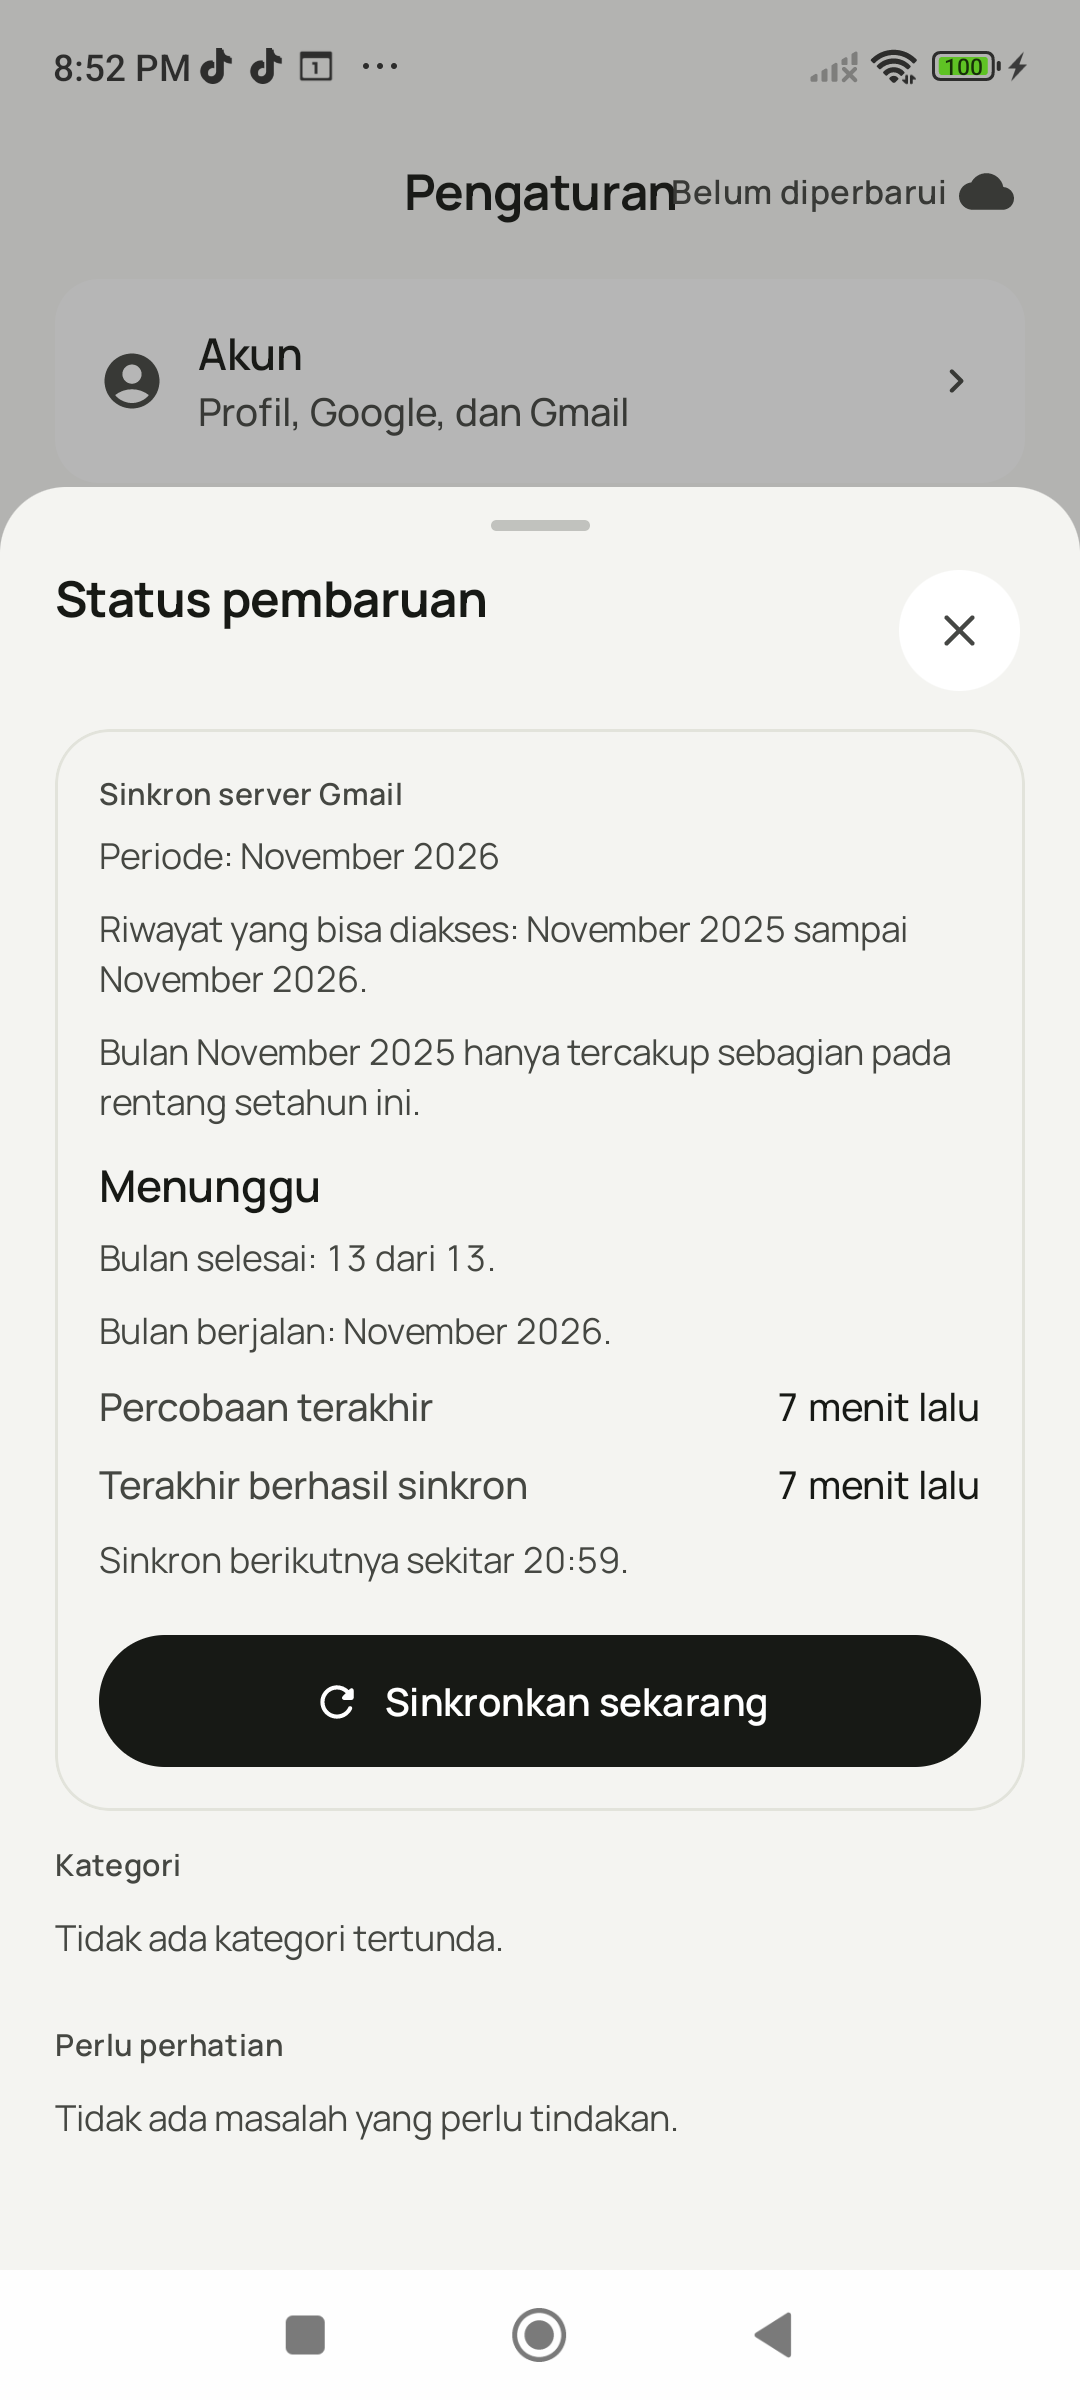 8:52 PM
1
100
Pengaturan
Belum diperbarui
Akun
Profil, Google, dan Gmail
Status pembaruan
Sinkron server Gmail
Periode: November 2026
Riwayat yang bisa diakses: November 2025 sampai
November 2026.
Bulan November 2025 hanya tercakup sebagian pada
rentang setahun ini.
Menunggu
Bulan selesai: 13 dari 13.
Bulan berjalan: November 2026.
Percobaan terakhir 7 menit lalu
Terakhir berhasil sinkron 7 menit lalu
Sinkron berikutnya sekitar 20:59.
Sinkronkan sekarang
Kategori
Tidak ada kategori tertunda.
Perlu perhatian
Tidak ada masalah yang perlu tindakan.